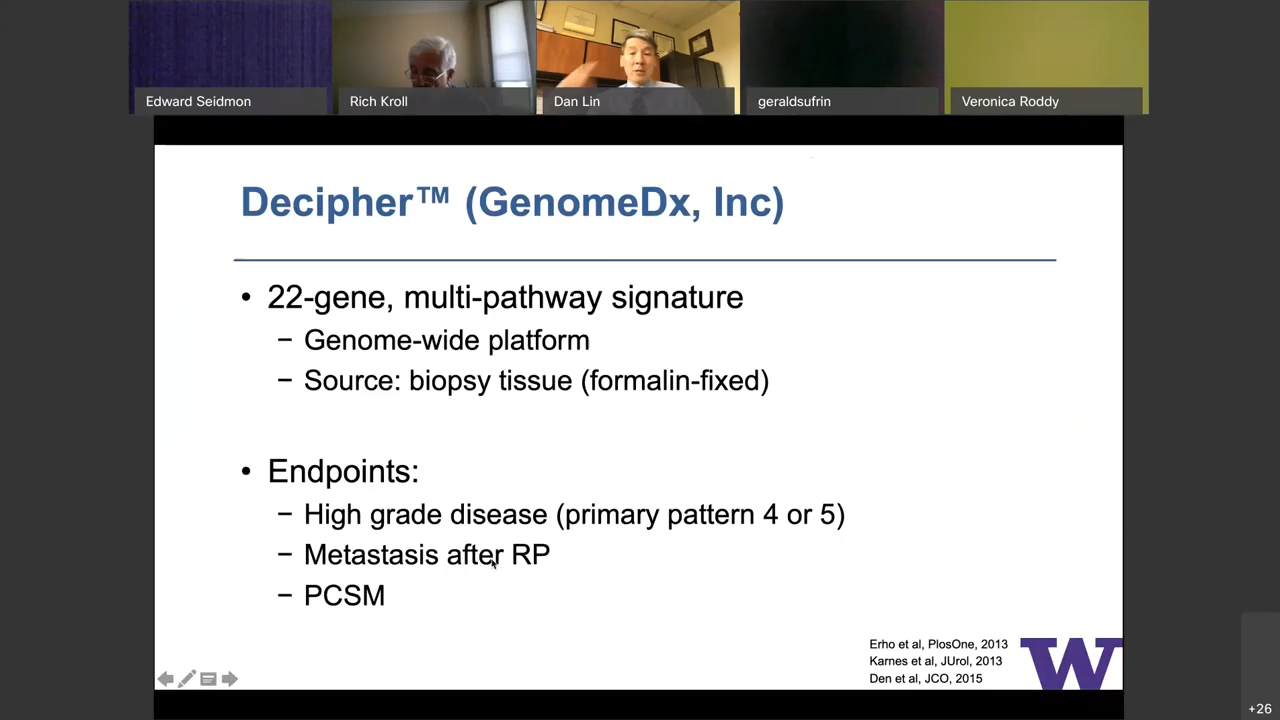 Edward Seidmon
Rich Kroll
Dan Lin
geraldsufrin
Veronica Roddy
Decipher™ (GenomeDx, Inc)
• 22-gene, multi-pathway signature
− Genome-wide platform
− Source: biopsy tissue (formalin-fixed)
• Endpoints:
− High grade disease (primary pattern 4 or 5)
− Metastasis after RP
− PCSM
Erho et al, PlosOne, 2013
Karnes et al, JUrol, 2013
Den et al, JCO, 2015
W
+26